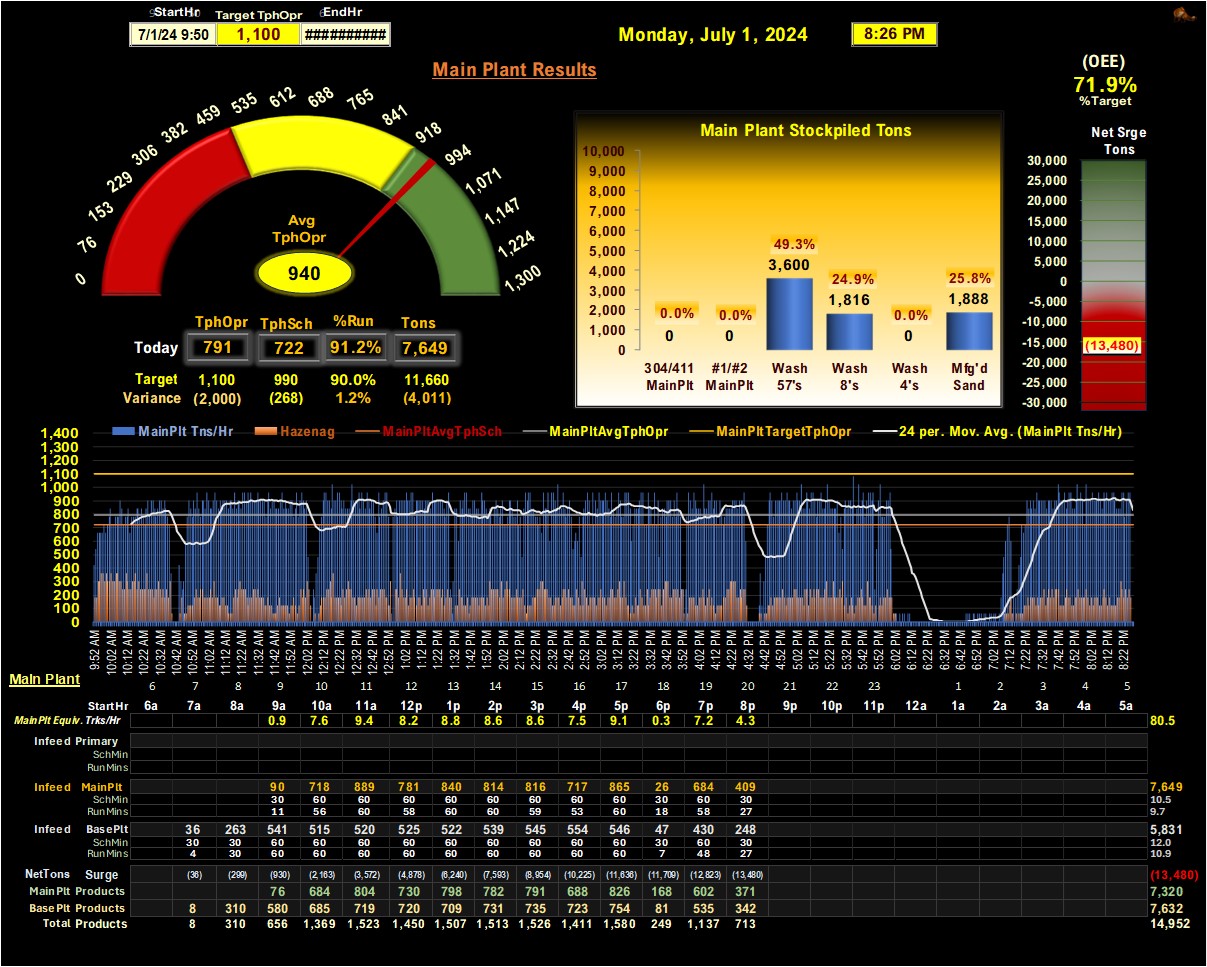 StartHr Target TphOpr EndHr
7/1/24 9:50 1,100 ##########
Monday, July 1, 2024 8:26 PM
Main Plant Results
(OEE)
71.9%
%Target
0 76 153 229 306 382 459 535 612 688 765 841 918 994 1,071 1,147 1,224 1,300
Avg
TphOpr
940
TphOpr TphSch %Run Tons
Today 791 722 91.2% 7,649
Target 1,100 990 90.0% 11,660
Variance (2,000) (268) 1.2% (4,011)
Main Plant Stockpiled Tons
10,000
9,000
8,000
7,000
6,000
5,000
4,000
3,000
2,000
1,000
0
0.0% 0.0% 49.3% 24.9% 0.0% 25.8%
0 0 3,600 1,816 0 1,888
304/411 #1/#2 Wash Wash Wash Mfg'd
MainPlt MainPlt 57's 8's 4's Sand
Net Srge
Tons
30,000
25,000
20,000
15,000
10,000
5,000
0
-5,000
-10,000
-15,000
-20,000
-25,000
-30,000
(13,480)
MainPlt Tns/Hr Hazenag MainPltAvgTphSch MainPltAvgTphOpr MainPltTargetTphOpr 24 per. Mov. Avg. (MainPlt Tns/Hr)
1,400
1,300
1,200
1,100
1,000
900
800
700
600
500
400
300
200
100
0
9:52 AM 10:02 AM 10:12 AM 10:22 AM 10:32 AM 10:42 AM 10:52 AM 11:02 AM 11:12 AM 11:22 AM 11:32 AM 11:42 AM 11:52 AM 12:02 PM 12:12 PM 12:22 PM 12:32 PM 12:42 PM 12:52 PM 1:02 PM 1:12 PM 1:22 PM 1:32 PM 1:42 PM 1:52 PM 2:02 PM 2:12 PM 2:22 PM 2:32 PM 2:42 PM 2:52 PM 3:02 PM 3:12 PM 3:22 PM 3:32 PM 3:42 PM 3:52 PM 4:02 PM 4:12 PM 4:22 PM 4:32 PM 4:42 PM 4:52 PM 5:02 PM 5:12 PM 5:22 PM 5:32 PM 5:42 PM 5:52 PM 6:02 PM 6:12 PM 6:22 PM 6:32 PM 6:42 PM 6:52 PM 7:02 PM 7:12 PM 7:22 PM 7:32 PM 7:42 PM 7:52 PM 8:02 PM 8:12 PM 8:22 PM
Main Plant
6 7 8 9 10 11 12 13 14 15 16 17 18 19 20 21 22 23 1 2 3 4 5
StartHr 6a 7a 8a 9a 10a 11a 12p 1p 2p 3p 4p 5p 6p 7p 8p 9p 10p 11p 12a 1a 2a 3a 4a 5a
MainPlt Equiv. Trks/Hr 0.9 7.6 9.4 8.2 8.8 8.6 8.6 7.5 9.1 0.3 7.2 4.3 80.5
Infeed Primary
SchMin
RunMins
Infeed MainPlt 90 718 889 781 840 814 816 717 865 26 684 409 7,649
SchMin 30 60 60 60 60 60 60 60 60 30 60 30 10.5
RunMins 11 56 60 58 60 60 59 53 60 18 58 27 9.7
Infeed BasePlt 36 263 541 515 520 525 522 539 545 554 546 47 430 248 5,831
SchMin 30 30 60 60 60 60 60 60 60 60 60 30 60 30 12.0
RunMins 4 30 60 60 60 60 60 60 60 60 60 7 48 27 10.9
NetTons Surge (36) (299) (930) (2,163) (3,572) (4,878) (6,240) (7,593) (8,954) (10,225) (11,636) (11,709) (12,823) (13,480) (13,480)
MainPlt Products 76 684 804 730 798 782 791 688 826 168 602 371 7,320
BasePlt Products 8 310 580 685 719 720 709 731 735 723 754 81 535 342 7,632
Total Products 8 310 656 1,369 1,523 1,450 1,507 1,513 1,526 1,411 1,580 249 1,137 713 14,952